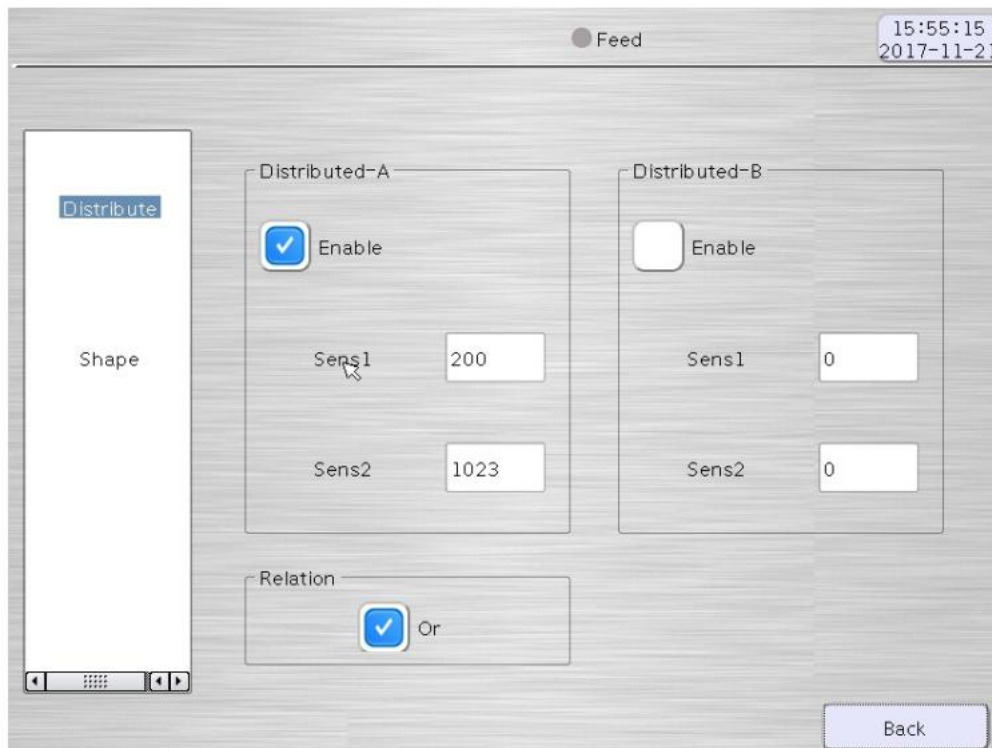 Feed
15:55:15
2017-11-21
Distribute
Shape
Distributed-A
Enable
Sens1 200
Sens2 1023
Distributed-B
Enable
Sens1 0
Sens2 0
Relation
Or
Back